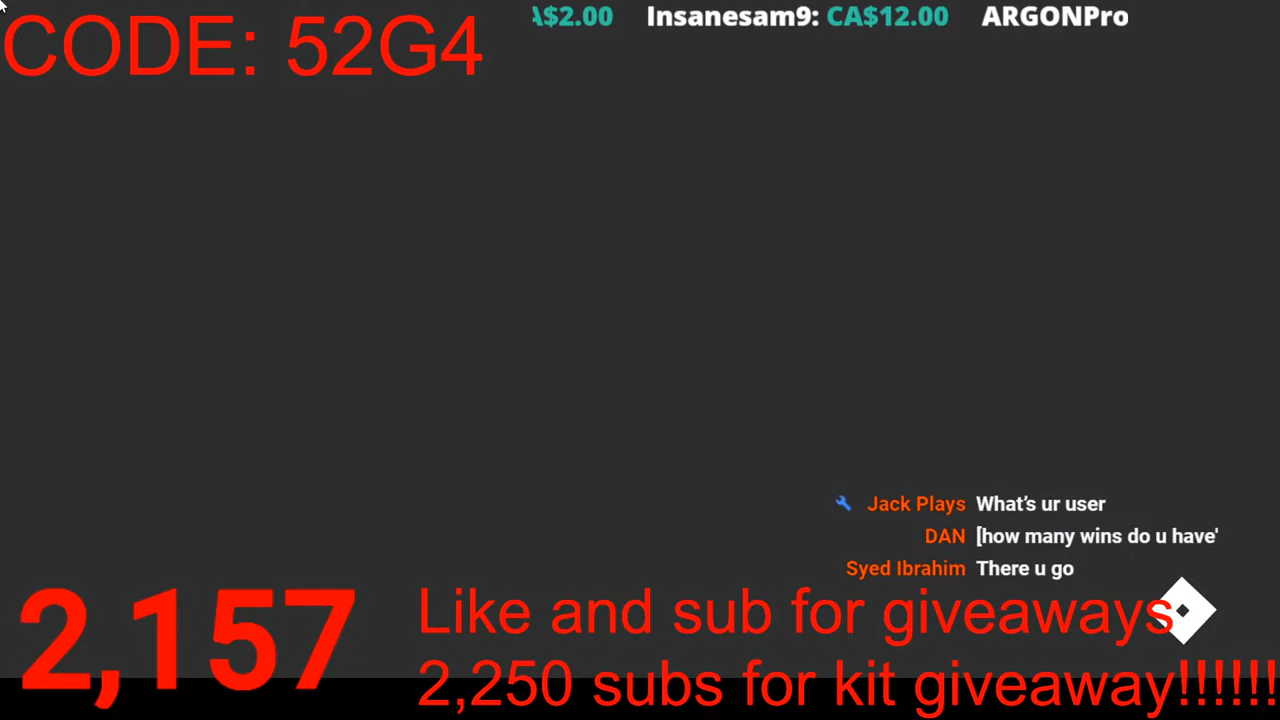 A$2.00 Insanesam9: CA$12.00 ARGONPro
CODE: 52G4
Jack Plays What’s ur user
DAN [how many wins do u have'
Syed Ibrahim There u go
2,157
Like and sub for giveaways
2,250 subs for kit giveaway!!!!!!